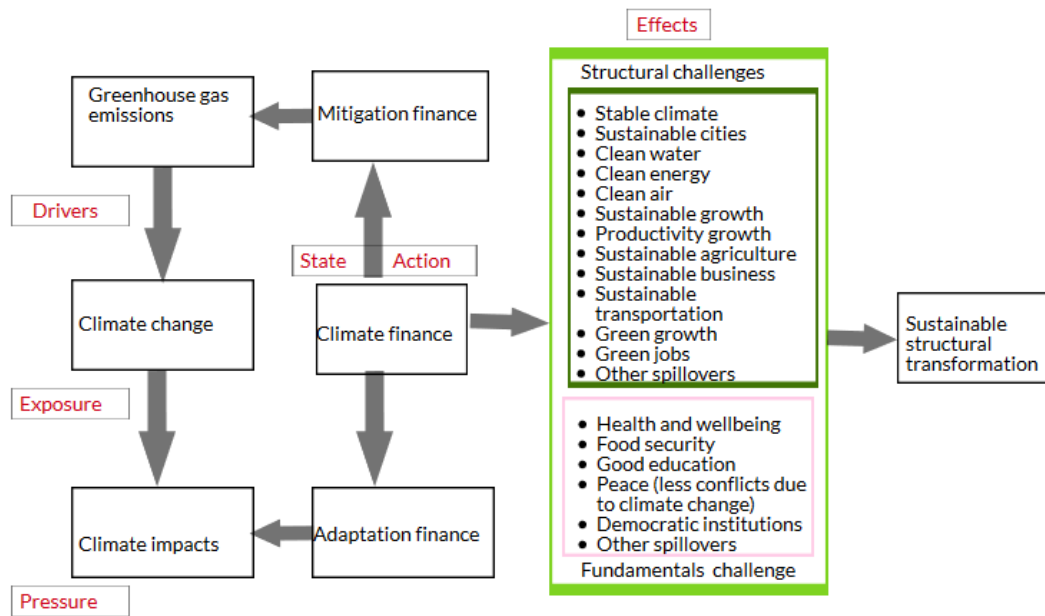 Effects
Structural challenges
Greenhouse gas
emissions
Mitigation finance
Drivers
State
Action
Climate change
Climate finance
Exposure
Climate impacts
Adaptation finance
Pressure
Stable climate
Sustainable cities
Clean water
Clean energy
Clean air
Sustainable growth
Productivity growth
Sustainable agriculture
Sustainable business
Sustainable
transportation
Green growth
Green jobs
Other spillovers
Health and wellbeing
Food security
Good education
Peace (less conflicts due
to climate change)
Democratic institutions
Other spillovers
Fundamentals challenge
Sustainable
structural
transformation